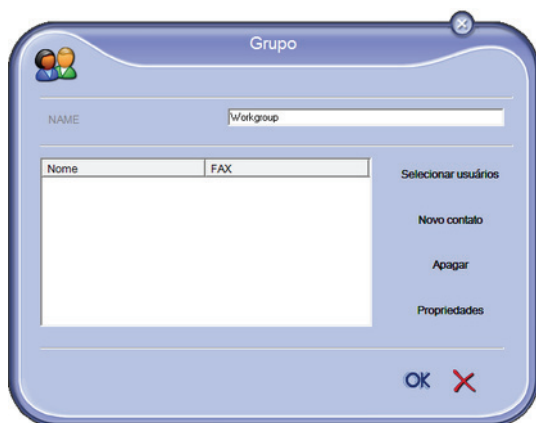 Grupo
NAME
Workgroup
Nome FAX
Selecionar usuários
Novo contato
Apagar
Propriedades
OK